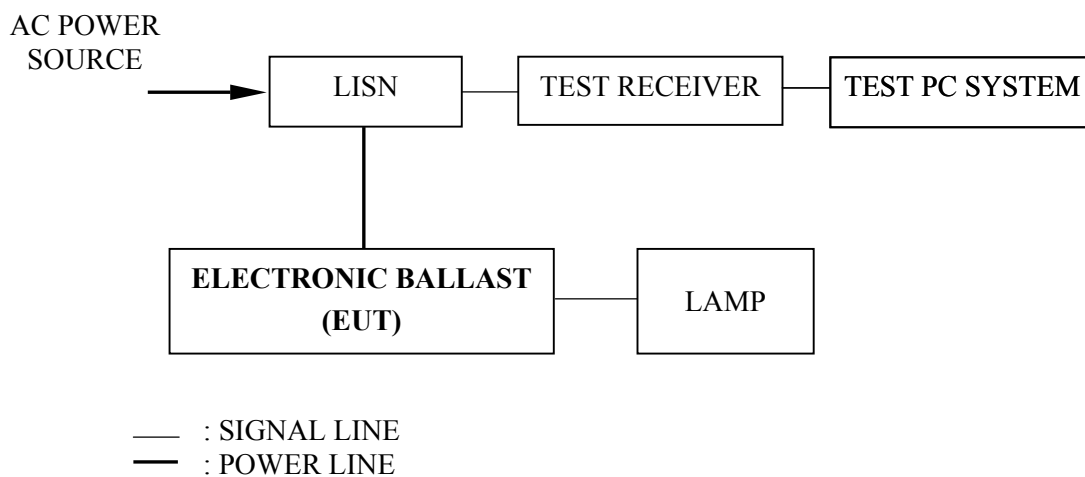 AC POWER
SOURCE
LISN
TEST RECEIVER
TEST PC SYSTEM
ELECTRONIC BALLAST
(EUT)
LAMP
: SIGNAL LINE
: POWER LINE